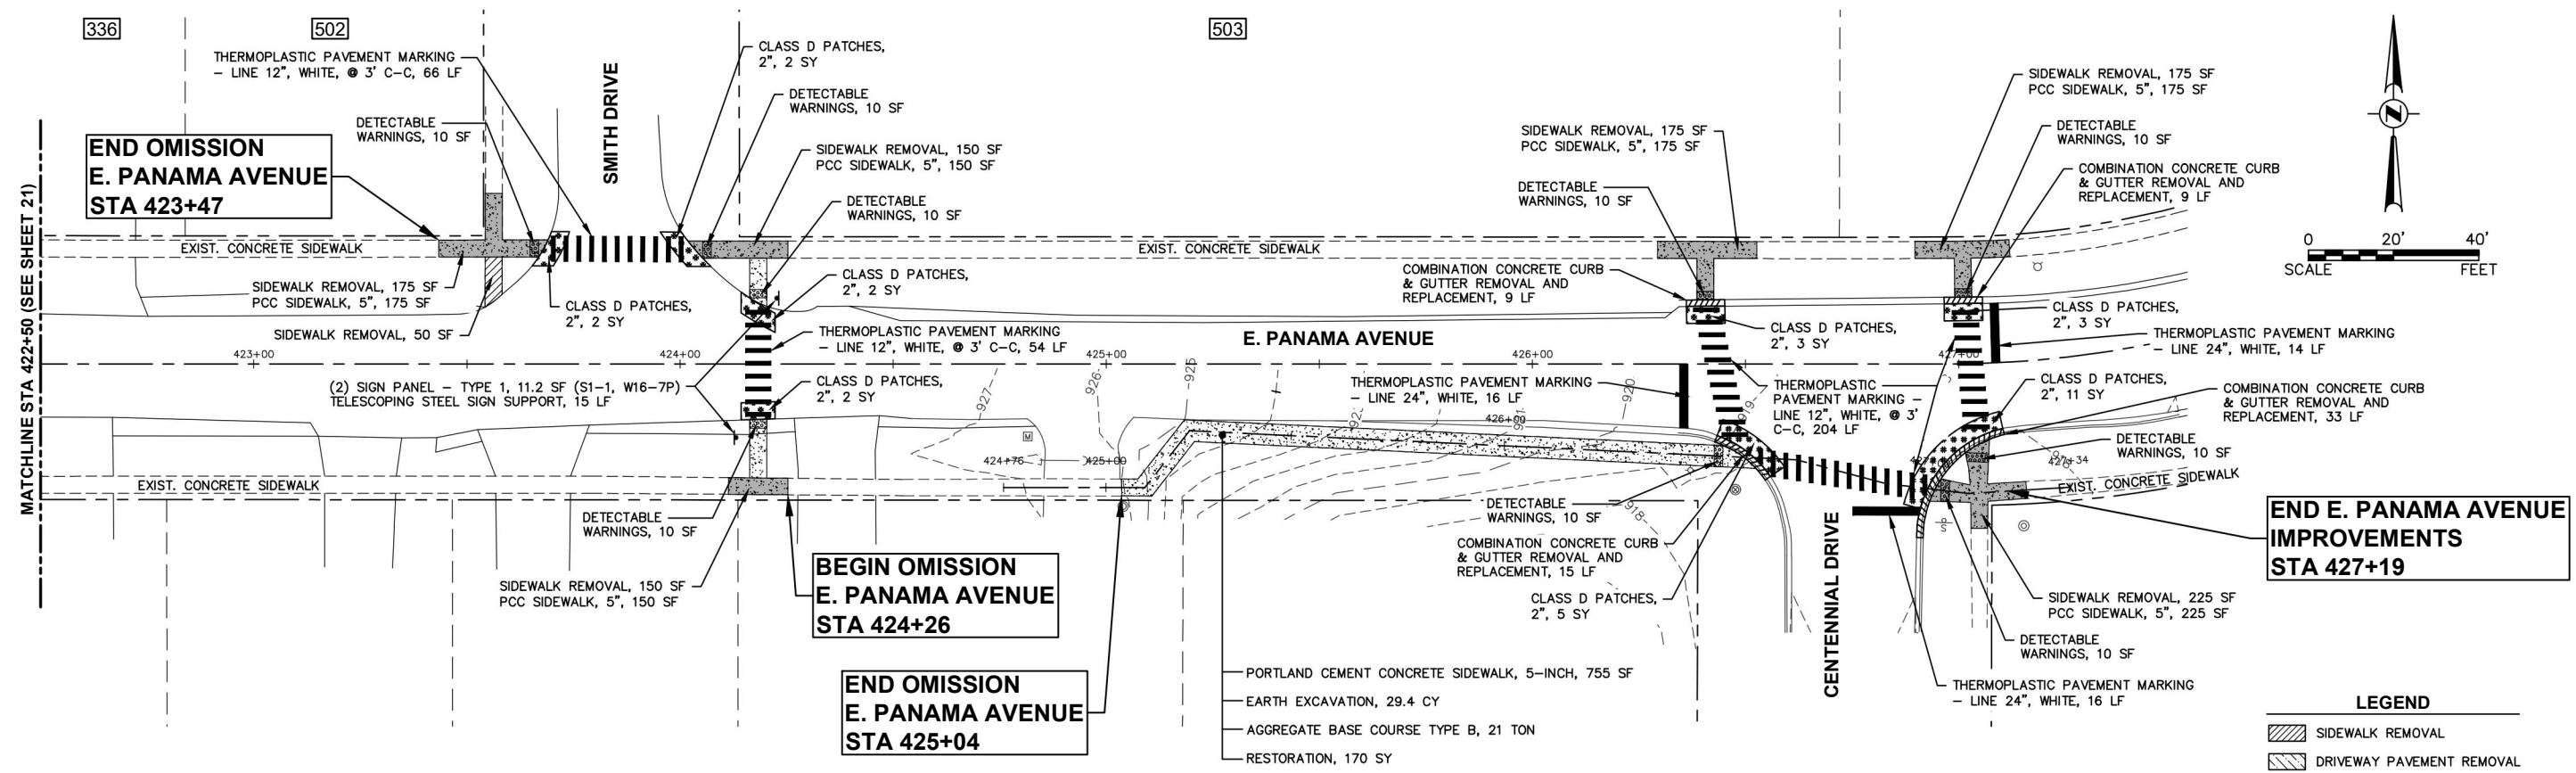 336
502
503
THERMOPLASTIC PAVEMENT MARKING
– LINE 12", WHITE, @ 3' C–C, 66 LF
CLASS D PATCHES,
2", 2 SY
DETECTABLE
WARNINGS, 10 SF
SMITH DRIVE
DETECTABLE
WARNINGS, 10 SF
END OMISSION
E. PANAMA AVENUE
STA 423+47
SIDEWALK REMOVAL, 150 SF
PCC SIDEWALK, 5", 150 SF
DETECTABLE
WARNINGS, 10 SF
MATCHLINE STA 422+50 (SEE SHEET 21)
EXIST. CONCRETE SIDEWALK
SIDEWALK REMOVAL, 175 SF
PCC SIDEWALK, 5", 175 SF
SIDEWALK REMOVAL, 50 SF
CLASS D PATCHES,
2", 2 SY
CLASS D PATCHES,
2", 2 SY
THERMOPLASTIC PAVEMENT MARKING
– LINE 12", WHITE, @ 3' C–C, 54 LF
423+00
424+00
425+00
426+00
427+00
(2) SIGN PANEL – TYPE 1, 11.2 SF (S1–1, W16–7P)
TELESCOPING STEEL SIGN SUPPORT, 15 LF
CLASS D PATCHES,
2", 2 SY
EXIST. CONCRETE SIDEWALK
DETECTABLE
WARNINGS, 10 SF
SIDEWALK REMOVAL, 150 SF
PCC SIDEWALK, 5", 150 SF
BEGIN OMISSION
E. PANAMA AVENUE
STA 424+26
END OMISSION
E. PANAMA AVENUE
STA 425+04
EXIST. CONCRETE SIDEWALK
E. PANAMA AVENUE
927
926
925
920
919
918
M
424+76
425+00
426+00
SIDEWALK REMOVAL, 175 SF
PCC SIDEWALK, 5", 175 SF
DETECTABLE
WARNINGS, 10 SF
COMBINATION CONCRETE CURB
& GUTTER REMOVAL AND
REPLACEMENT, 9 LF
CLASS D PATCHES,
2", 3 SY
THERMOPLASTIC PAVEMENT MARKING
– LINE 24", WHITE, 16 LF
THERMOPLASTIC
PAVEMENT MARKING –
LINE 12", WHITE, @ 3'
C–C, 204 LF
DETECTABLE
WARNINGS, 10 SF
COMBINATION CONCRETE CURB
& GUTTER REMOVAL AND
REPLACEMENT, 15 LF
CLASS D PATCHES,
2", 5 SY
PORTLAND CEMENT CONCRETE SIDEWALK, 5–INCH, 755 SF
EARTH EXCAVATION, 29.4 CY
AGGREGATE BASE COURSE TYPE B, 21 TON
RESTORATION, 170 SY
CENTENNIAL DRIVE
SIDEWALK REMOVAL, 175 SF
PCC SIDEWALK, 5", 175 SF
DETECTABLE
WARNINGS, 10 SF
COMBINATION CONCRETE CURB
& GUTTER REMOVAL AND
REPLACEMENT, 9 LF
CLASS D PATCHES,
2", 3 SY
THERMOPLASTIC PAVEMENT MARKING
– LINE 24", WHITE, 14 LF
CLASS D PATCHES,
2", 11 SY
COMBINATION CONCRETE CURB
& GUTTER REMOVAL AND
REPLACEMENT, 33 LF
DETECTABLE
WARNINGS, 10 SF
EXIST. CONCRETE SIDEWALK
END E. PANAMA AVENUE
IMPROVEMENTS
STA 427+19
SIDEWALK REMOVAL, 225 SF
PCC SIDEWALK, 5", 225 SF
DETECTABLE
WARNINGS, 10 SF
THERMOPLASTIC PAVEMENT MARKING
– LINE 24", WHITE, 16 LF
N
0 20' 40'
SCALE FEET
LEGEND
SIDEWALK REMOVAL
DRIVEWAY PAVEMENT REMOVAL